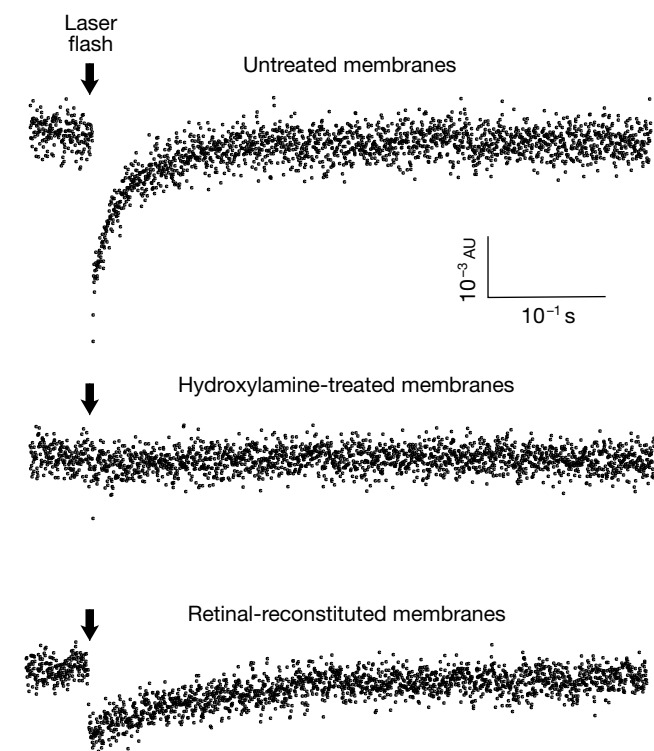 Laser
flash
Untreated membranes
10⁻³ AU
10⁻¹ s
Hydroxylamine-treated membranes
Retinal-reconstituted membranes